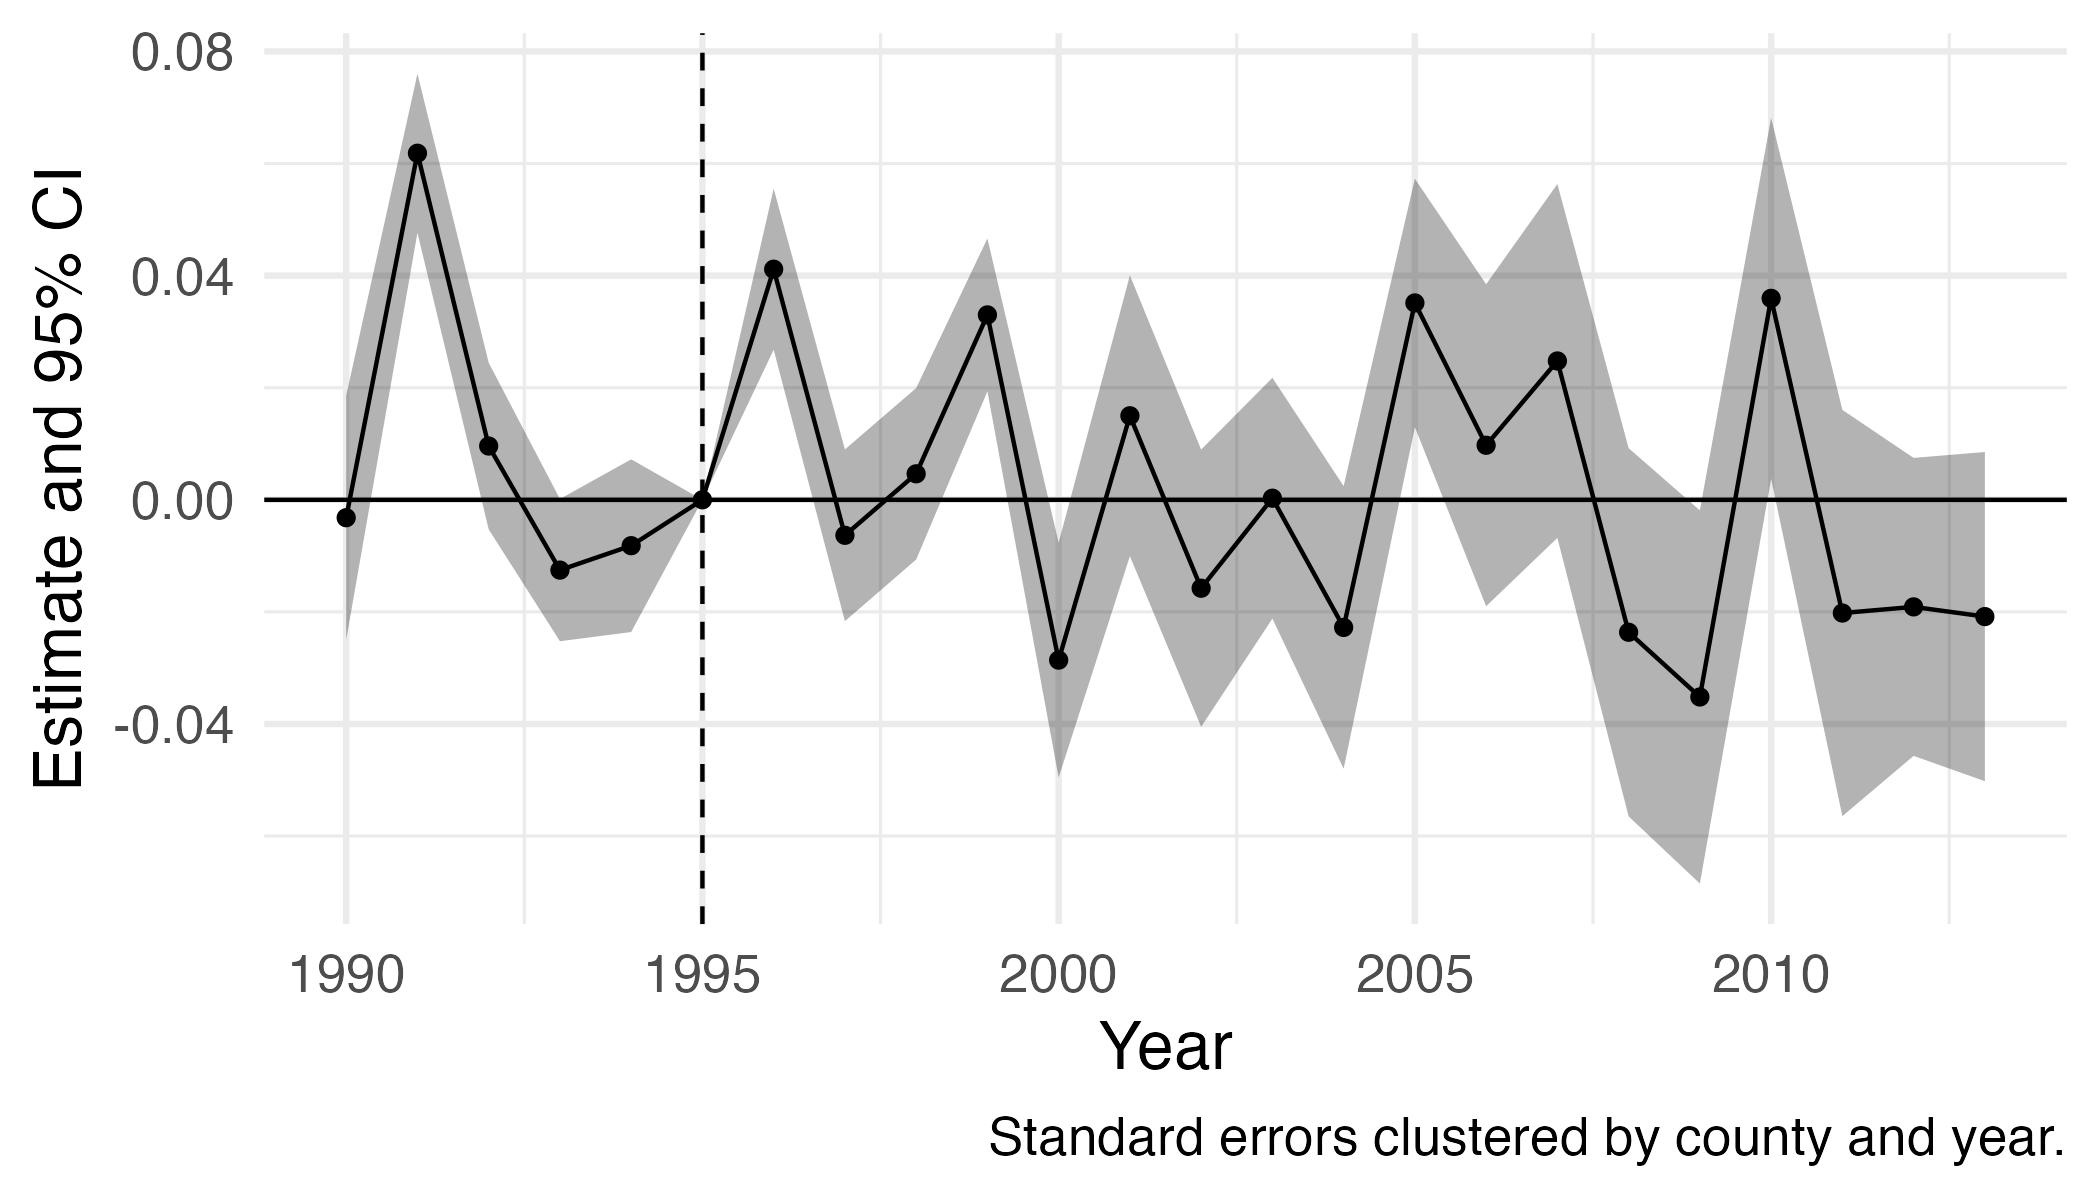 Estimate and 95% CI
0.08
0.04
0.00
-0.04
1990 1995 2000 2005 2010
Year
Standard errors clustered by county and year.